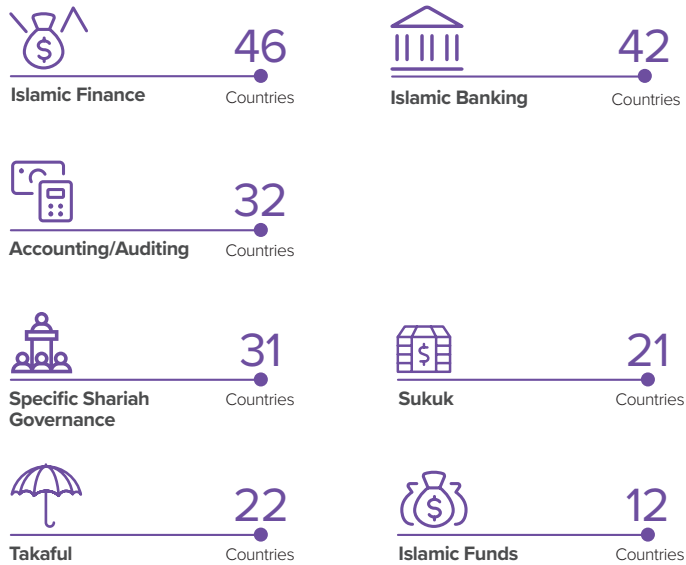 46
Islamic Finance
Countries
42
Islamic Banking
Countries
32
Accounting/Auditing
Countries
31
Specific Shariah
Governance
Countries
21
Sukuk
Countries
22
Takaful
Countries
12
Islamic Funds
Countries